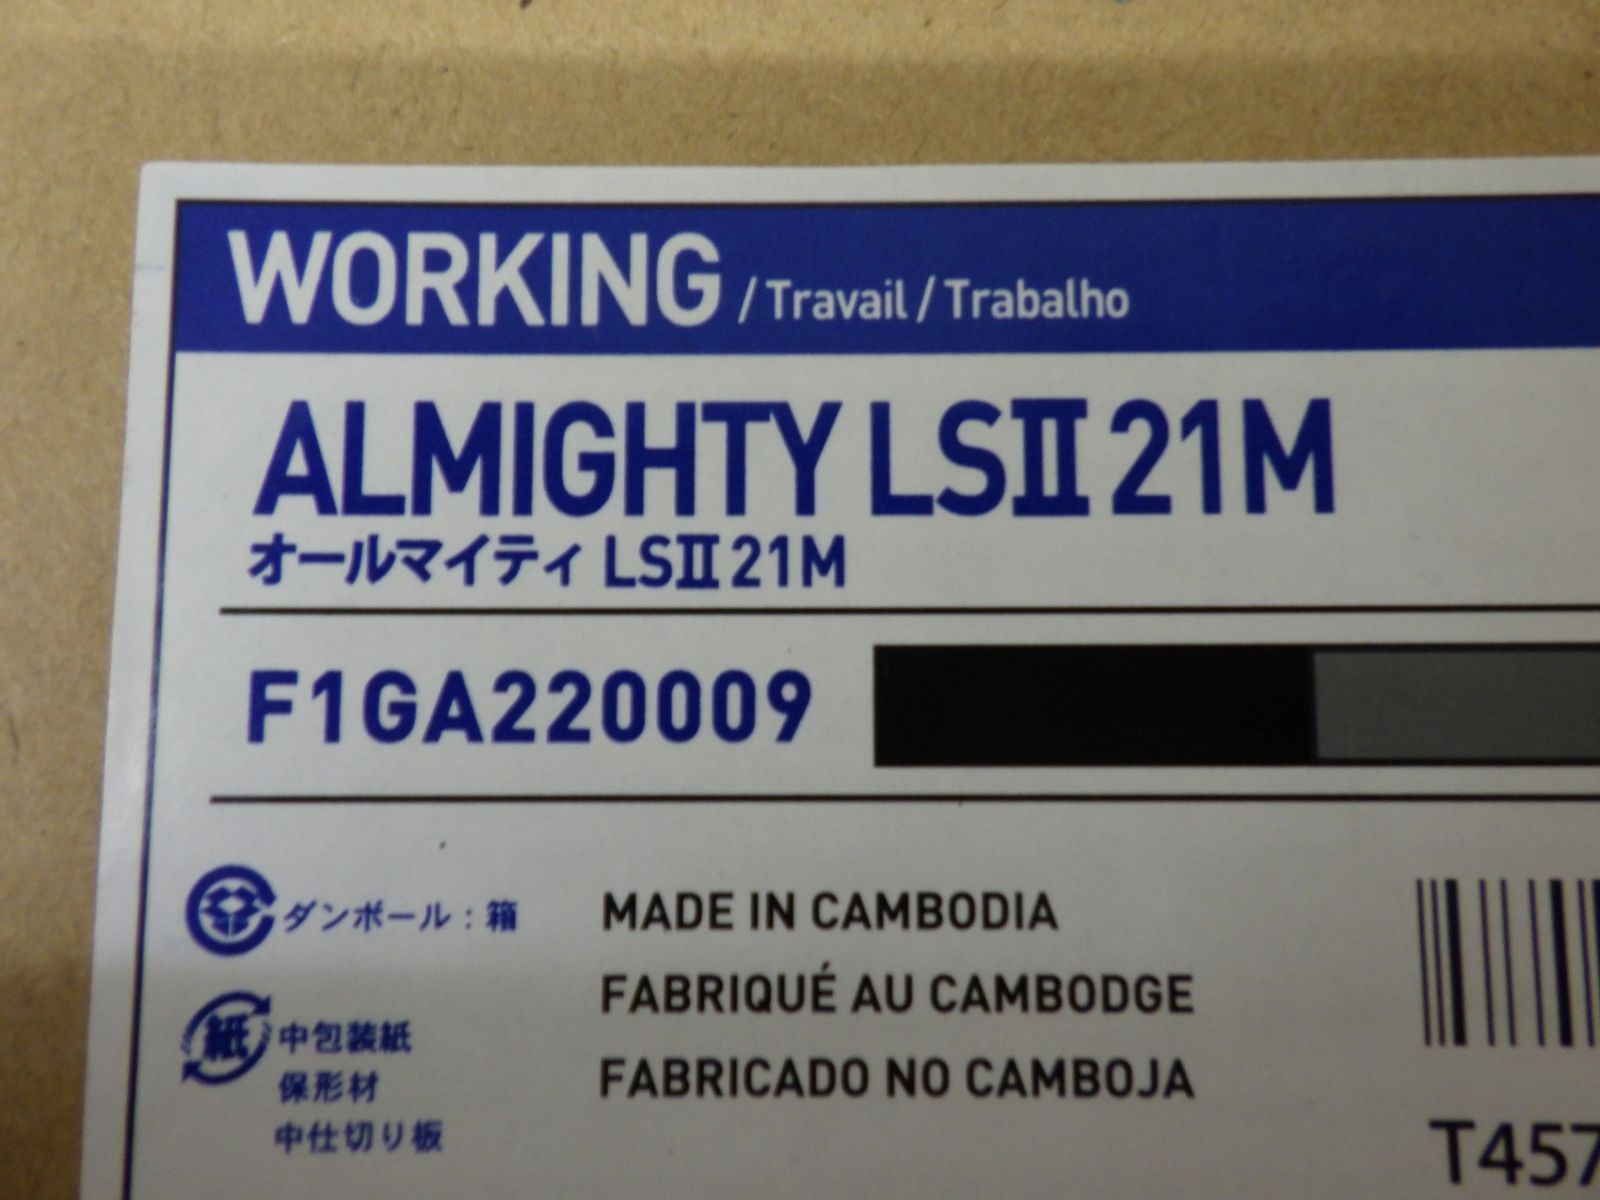 WORKING /Travail / Trabalho
ALMIGHTY LSⅡ 21M
オールマイティ LSⅡ 21M
F1GA220009
ダンボール：箱
紙 中包装紙
保形材
中仕切り板
MADE IN CAMBODIA
FABRIQUÉ AU CAMBODGE
FABRICADO NO CAMBOJA
T457